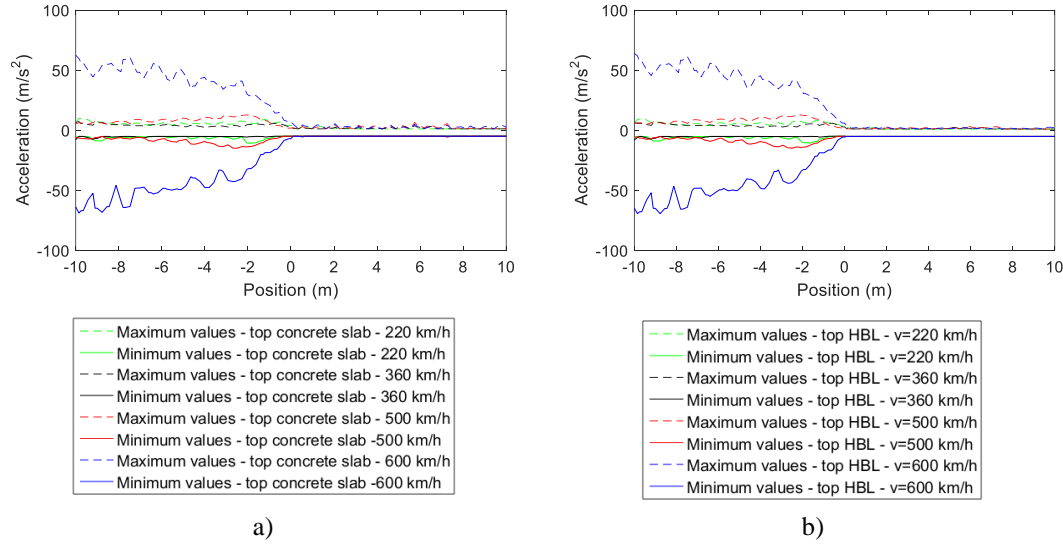 100
50
0
-50
-100
Acceleration (m/s²)
-10 -8 -6 -4 -2 0 2 4 6 8 10
Position (m)
Maximum values - top concrete slab - 220 km/h
Minimum values - top concrete slab - 220 km/h
Maximum values - top concrete slab - 360 km/h
Minimum values - top concrete slab - 360 km/h
Maximum values - top concrete slab - 500 km/h
Minimum values - top concrete slab -500 km/h
Maximum values - top concrete slab - 600 km/h
Minimum values - top concrete slab -600 km/h
a)
100
50
0
-50
-100
Acceleration (m/s²)
-10 -8 -6 -4 -2 0 2 4 6 8 10
Position (m)
Maximum values - top HBL - v=220 km/h
Minimum values - top HBL - v=220 km/h
Maximum values - top HBL - v=360 km/h
Minimum values - top HBL - v=360 km/h
Maximum values - top HBL - v=500 km/h
Minimum values - top HBL - v=500 km/h
Maximum values - top HBL - v=600 km/h
Minimum values - top HBL - v=600 km/h
b)